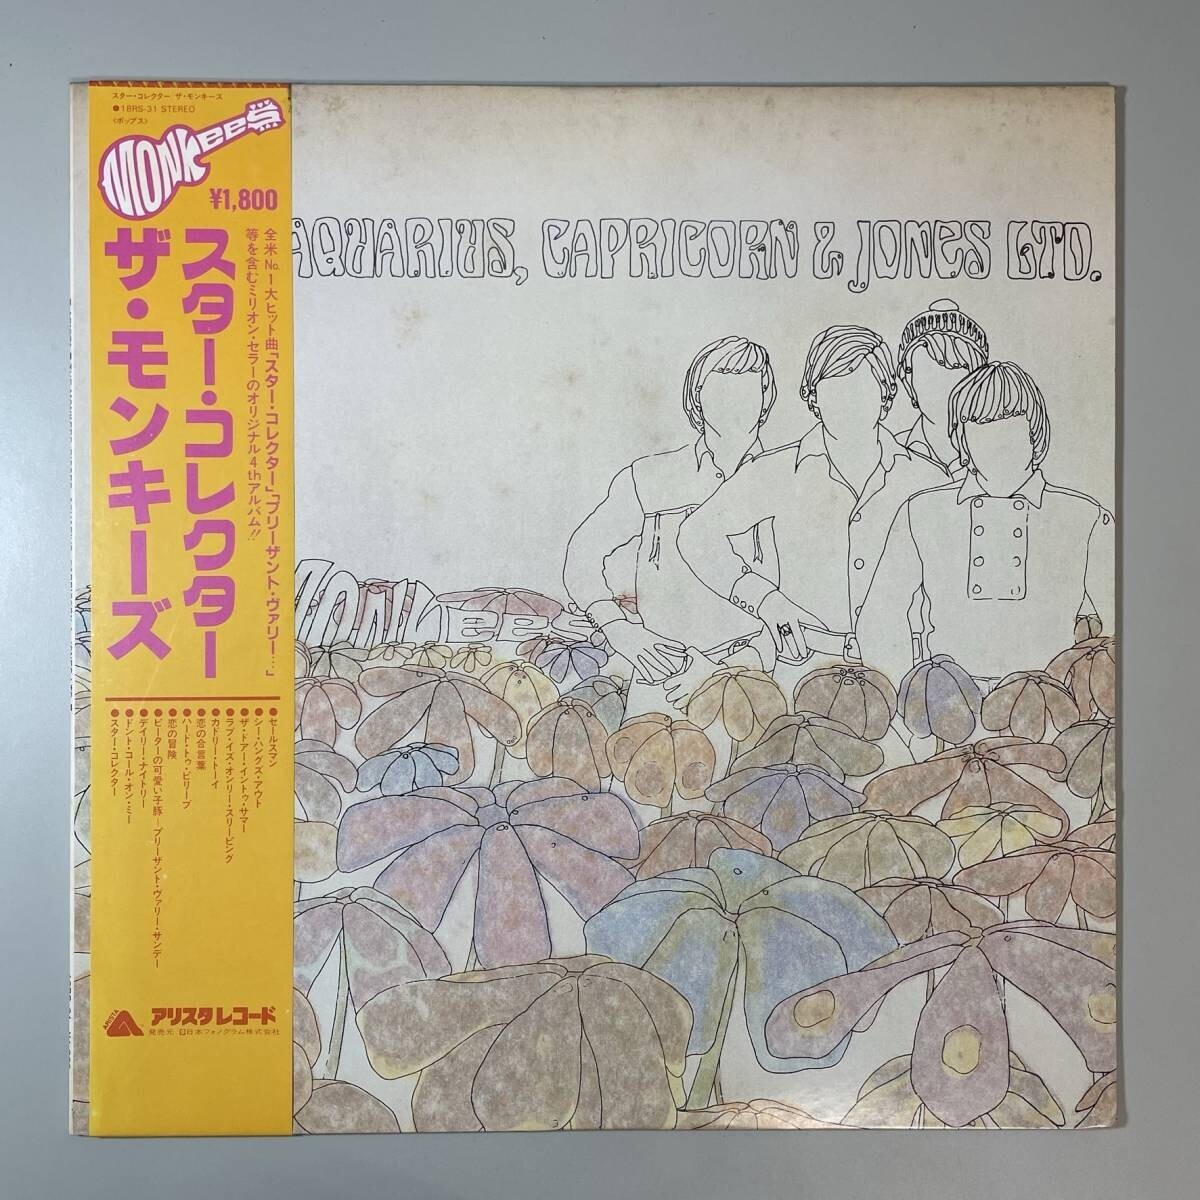 スター・コレクター ザ・モンキーズ
●18RS-31 STEREO
〈ポップス〉
MONKEES
¥1,800
全米No.1大ヒット曲「スター・コレクター」「プリーザント・ヴァリー…」
等を含むミリオン・セラーのオリジナル4thアルバム!!
スター・コレクター
ザ・モンキーズ
●セールスマン
●シー・ハングズ・アウト
●ザ・ドアー・イントゥ・サマー
●ラブ・イズ・オンリー・スリーピング
●カドリー・トーイ
●恋の合言葉
●ハード・トゥ・ビリーブ
●恋の冒険
●ピーターの可愛い子豚—プリーザント・ヴァリー・サンデー
●デイリー・ナイトリー
●ドント・コール・オン・ミー
●スター・コレクター
ARISTA
アリスタレコード
発売元 日本フォノグラム株式会社
AQUARIUS, CAPRICORN & JONES LTD.
MONKEES